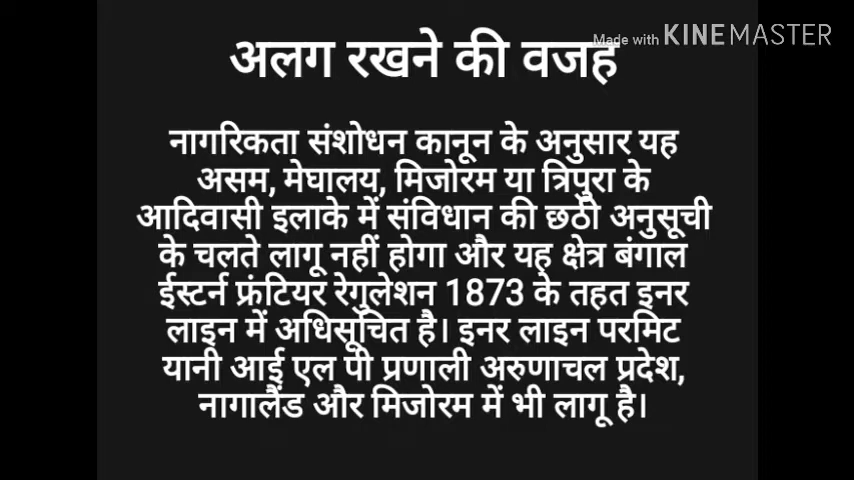 Made with KINEMASTER
अलग रखने की वजह
नागरिकता संशोधन कानून के अनुसार यह
असम, मेघालय, मिजोरम या त्रिपुरा के
आदिवासी इलाके में संविधान की छठी अनुसूची
के चलते लागू नहीं होगा और यह क्षेत्र बंगाल
ईस्टर्न फ्रंटियर रेगुलेशन 1873 के तहत इनर
लाइन में अधिसूचित है। इनर लाइन परमिट
यानी आई एल पी प्रणाली अरुणाचल प्रदेश,
नागालैंड और मिजोरम में भी लागू है।